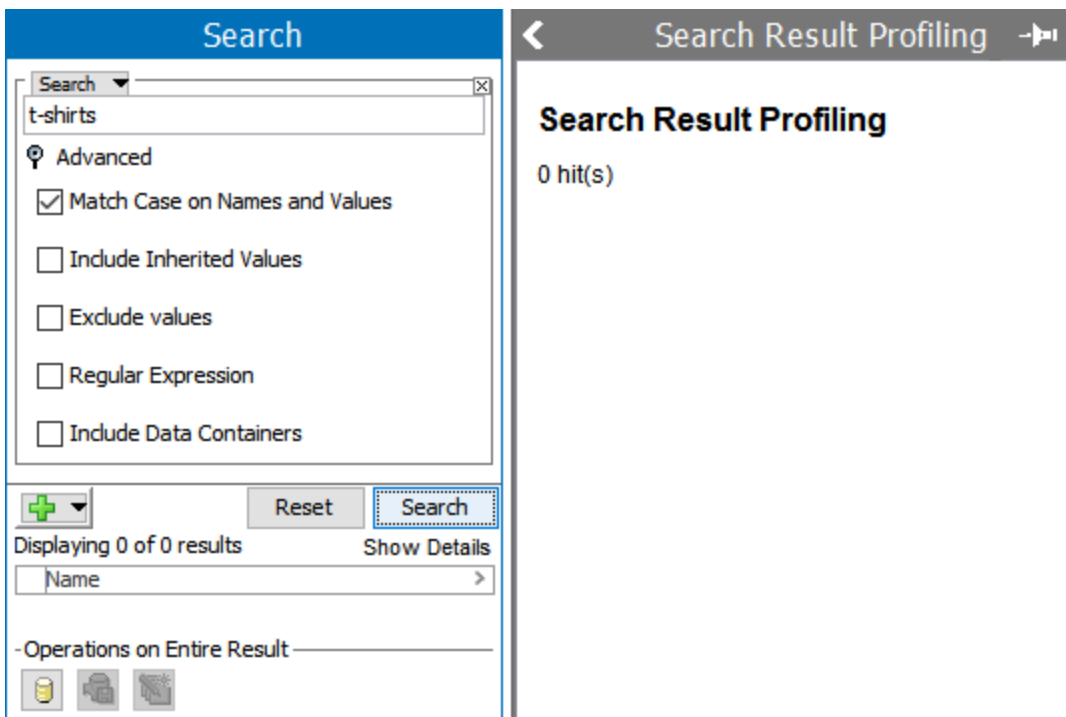 Search
Search
t-shirts
Advanced
Match Case on Names and Values
Include Inherited Values
Exclude values
Regular Expression
Include Data Containers
Reset Search
Displaying 0 of 0 results Show Details
Name
Operations on Entire Result
Search Result Profiling
Search Result Profiling
0 hit(s)